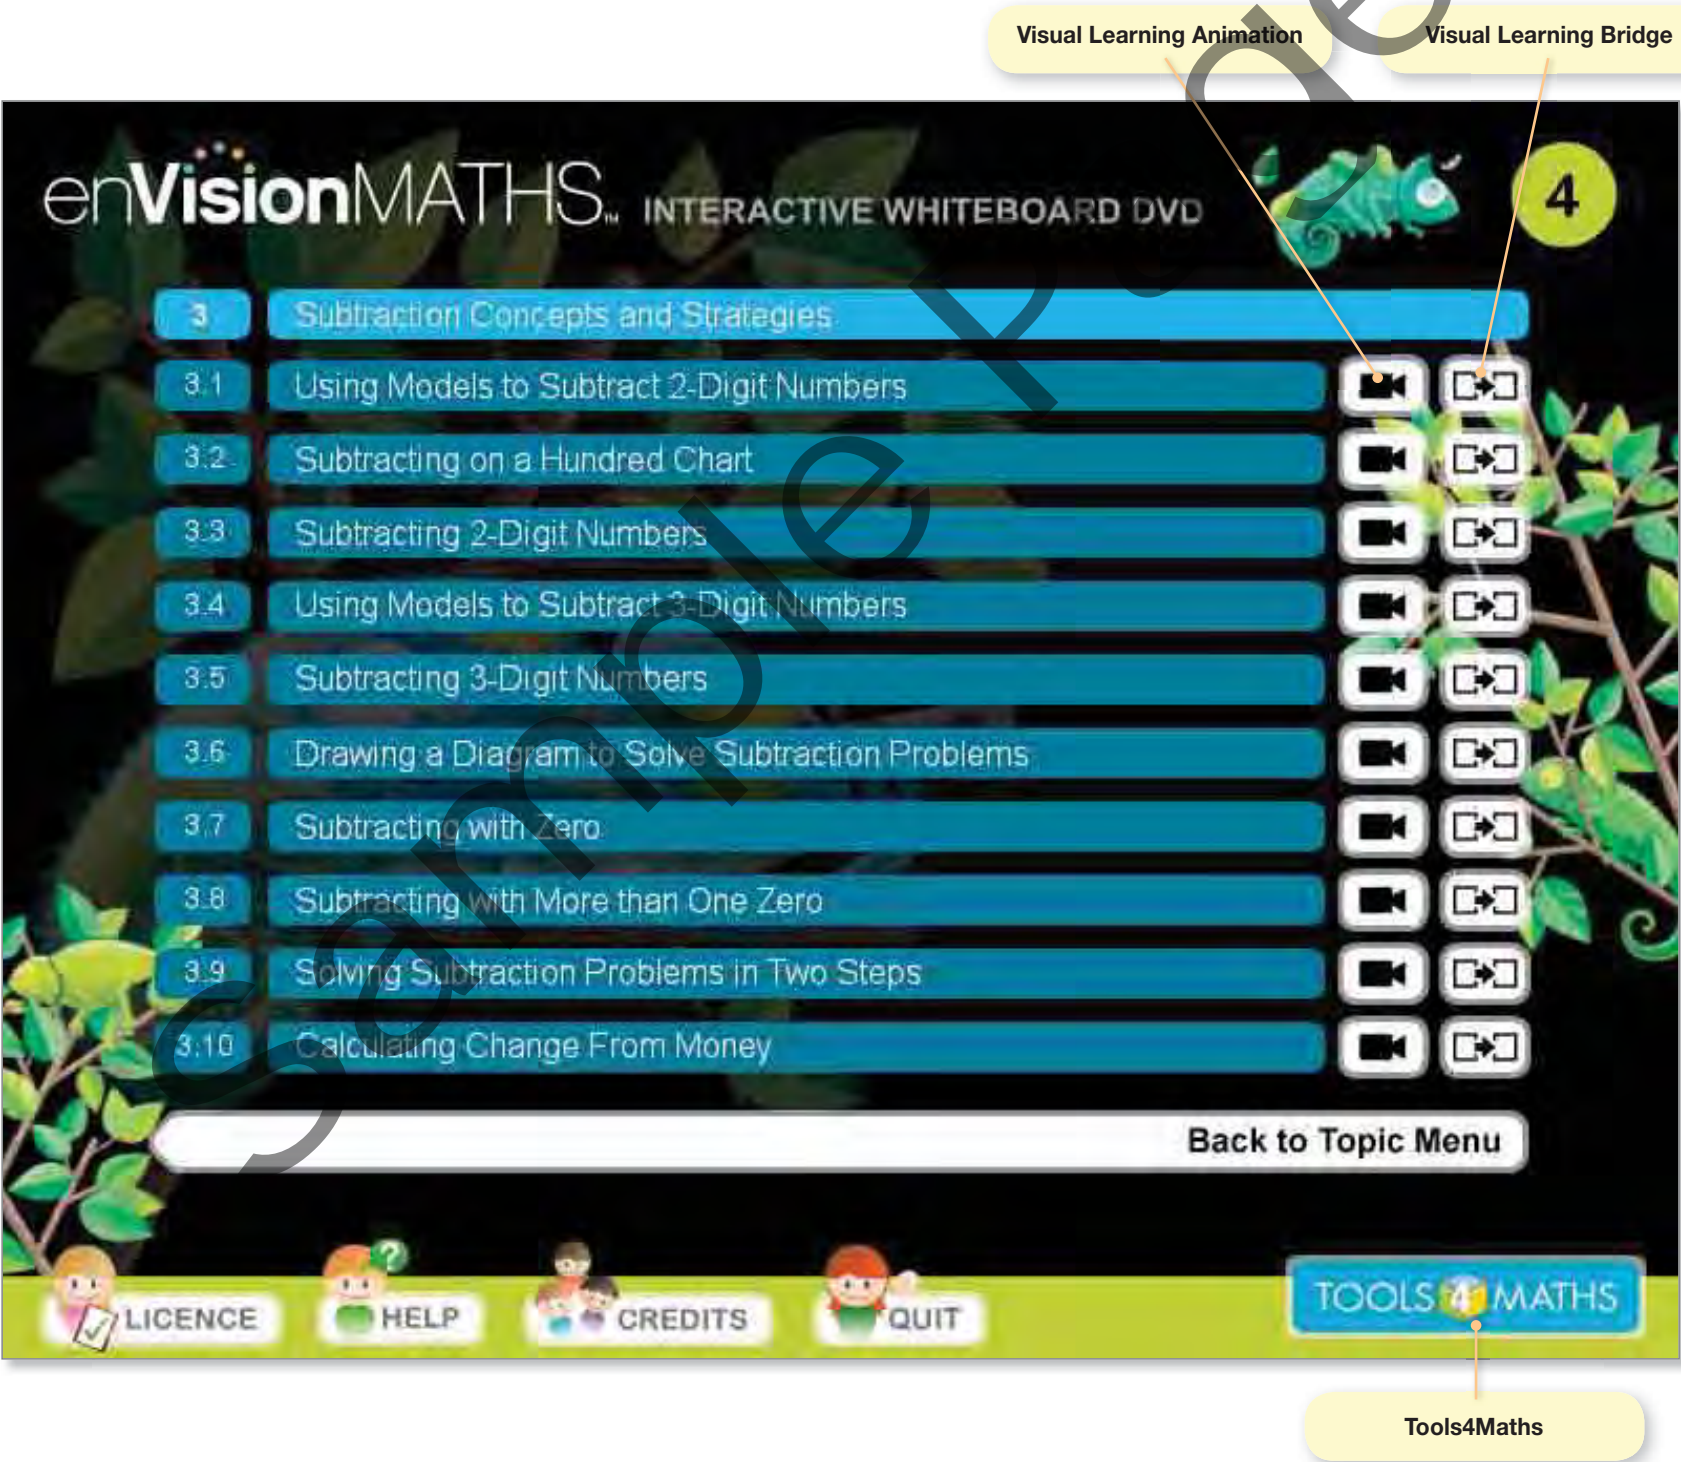 Visual Learning Animation
Visual Learning Bridge
enVisionMATHS™ INTERACTIVE WHITEBOARD DVD
4
3 Subtraction Concepts and Strategies
3.1 Using Models to Subtract 2-Digit Numbers
3.2 Subtracting on a Hundred Chart
3.3 Subtracting 2-Digit Numbers
3.4 Using Models to Subtract 3-Digit Numbers
3.5 Subtracting 3-Digit Numbers
3.6 Drawing a Diagram to Solve Subtraction Problems
3.7 Subtracting with Zero
3.8 Subtracting with More than One Zero
3.9 Solving Subtraction Problems in Two Steps
3.10 Calculating Change From Money
Back to Topic Menu
LICENCE
? HELP
CREDITS
QUIT
TOOLS 4 MATHS
Tools4Maths
Sample Page